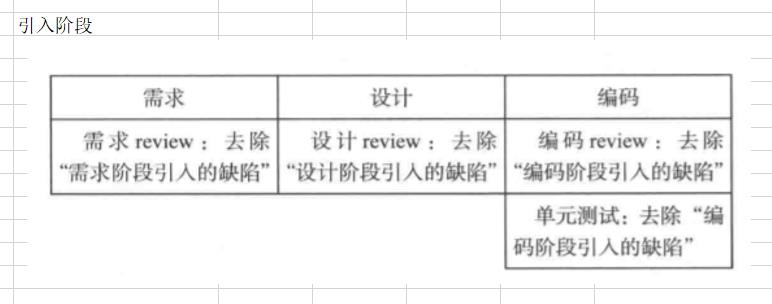 引入阶段
需求 设计 编码
需求 review：去除 设计 review：去除 编码 review：去除
“需求阶段引入的缺陷” “设计阶段引入的缺陷” “编码阶段引入的缺陷”
单元测试：去除“编
码阶段引入的缺陷”